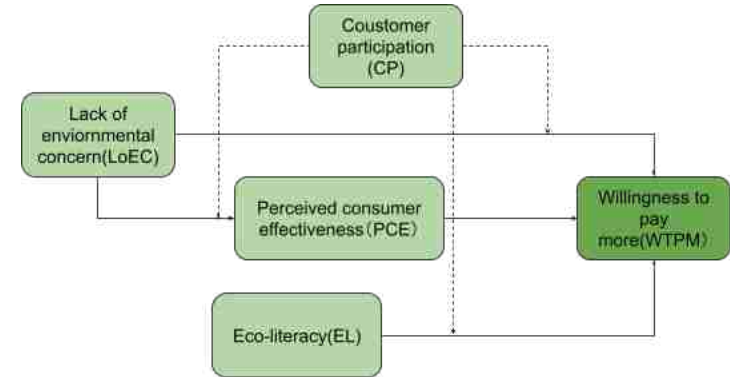 Coustomer
participation
(CP)
Lack of
enviornmental
concern(LoEC)
Perceived consumer
effectiveness（PCE）
Willingness to
pay
more(WTPM）
Eco-literacy(EL)